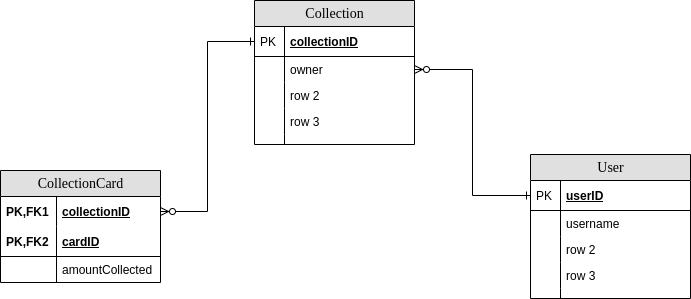 Collection
PK collectionID
owner
row 2
row 3
CollectionCard
PK,FK1 collectionID
PK,FK2 cardID
amountCollected
User
PK userID
username
row 2
row 3